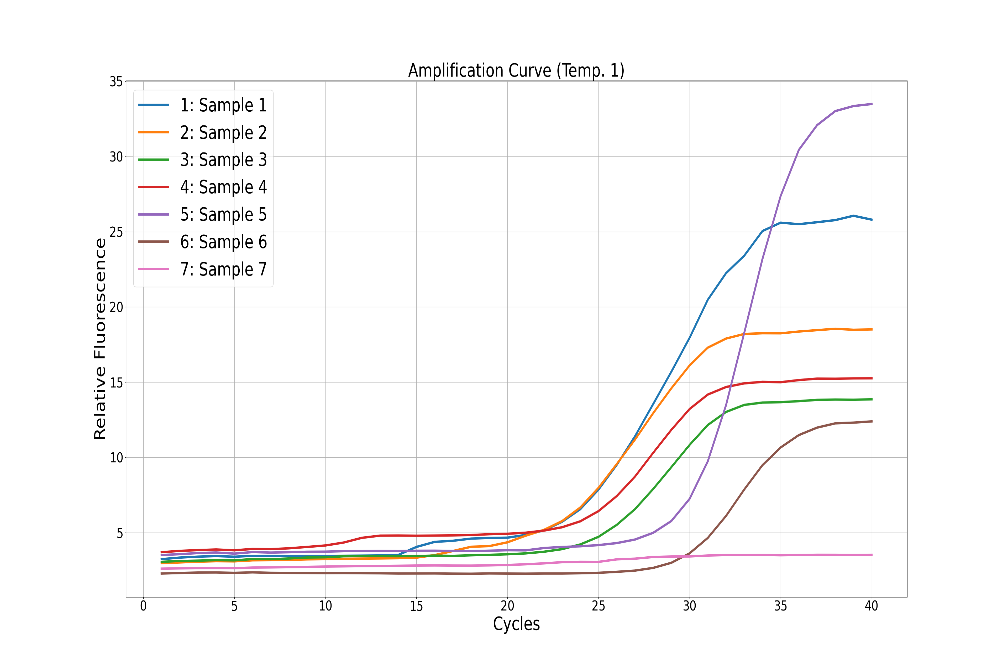 Amplification Curve (Temp. 1)
35
30
25
20
15
10
5
Relative Fluorescence
1: Sample 1
2: Sample 2
3: Sample 3
4: Sample 4
5: Sample 5
6: Sample 6
7: Sample 7
0 5 10 15 20 25 30 35 40
Cycles